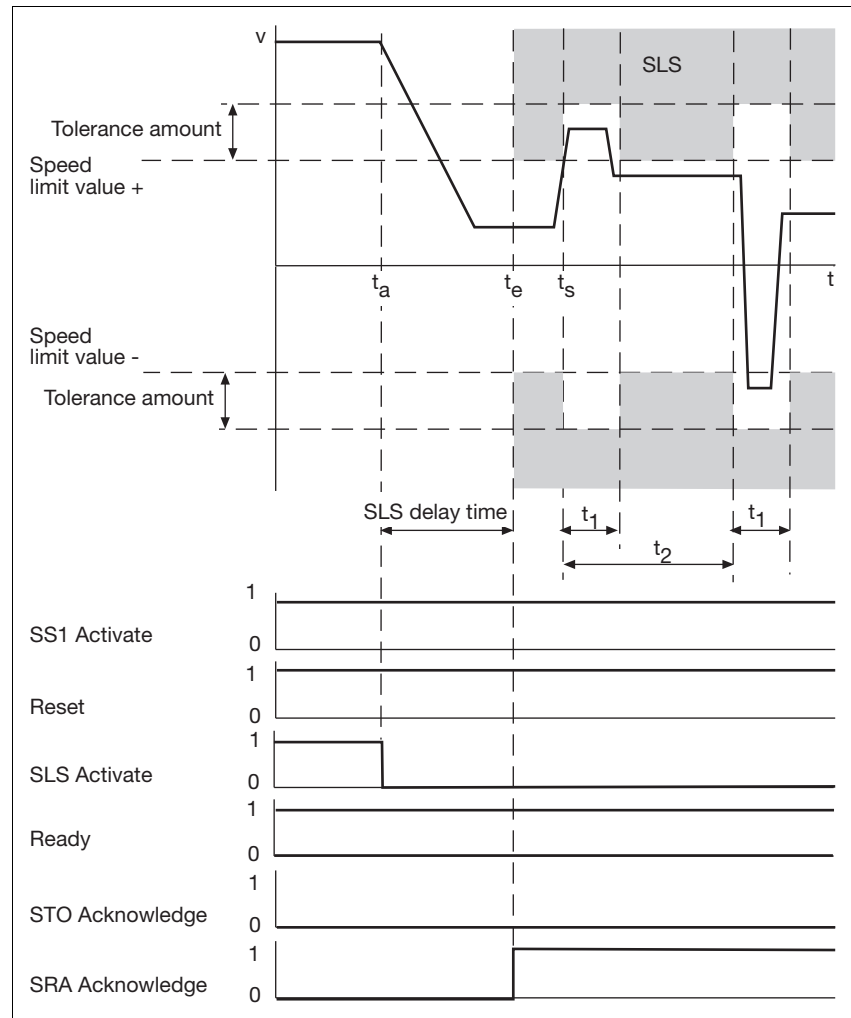 v
SLS
Tolerance amount
Speed
limit value +
tₐ
tₑ
tₛ
t
Speed
limit value -
Tolerance amount
SLS delay time
t₁
t₁
t₂
1
SS1 Activate
0
1
Reset
0
1
SLS Activate
0
1
Ready
0
1
STO Acknowledge
0
1
SRA Acknowledge
0